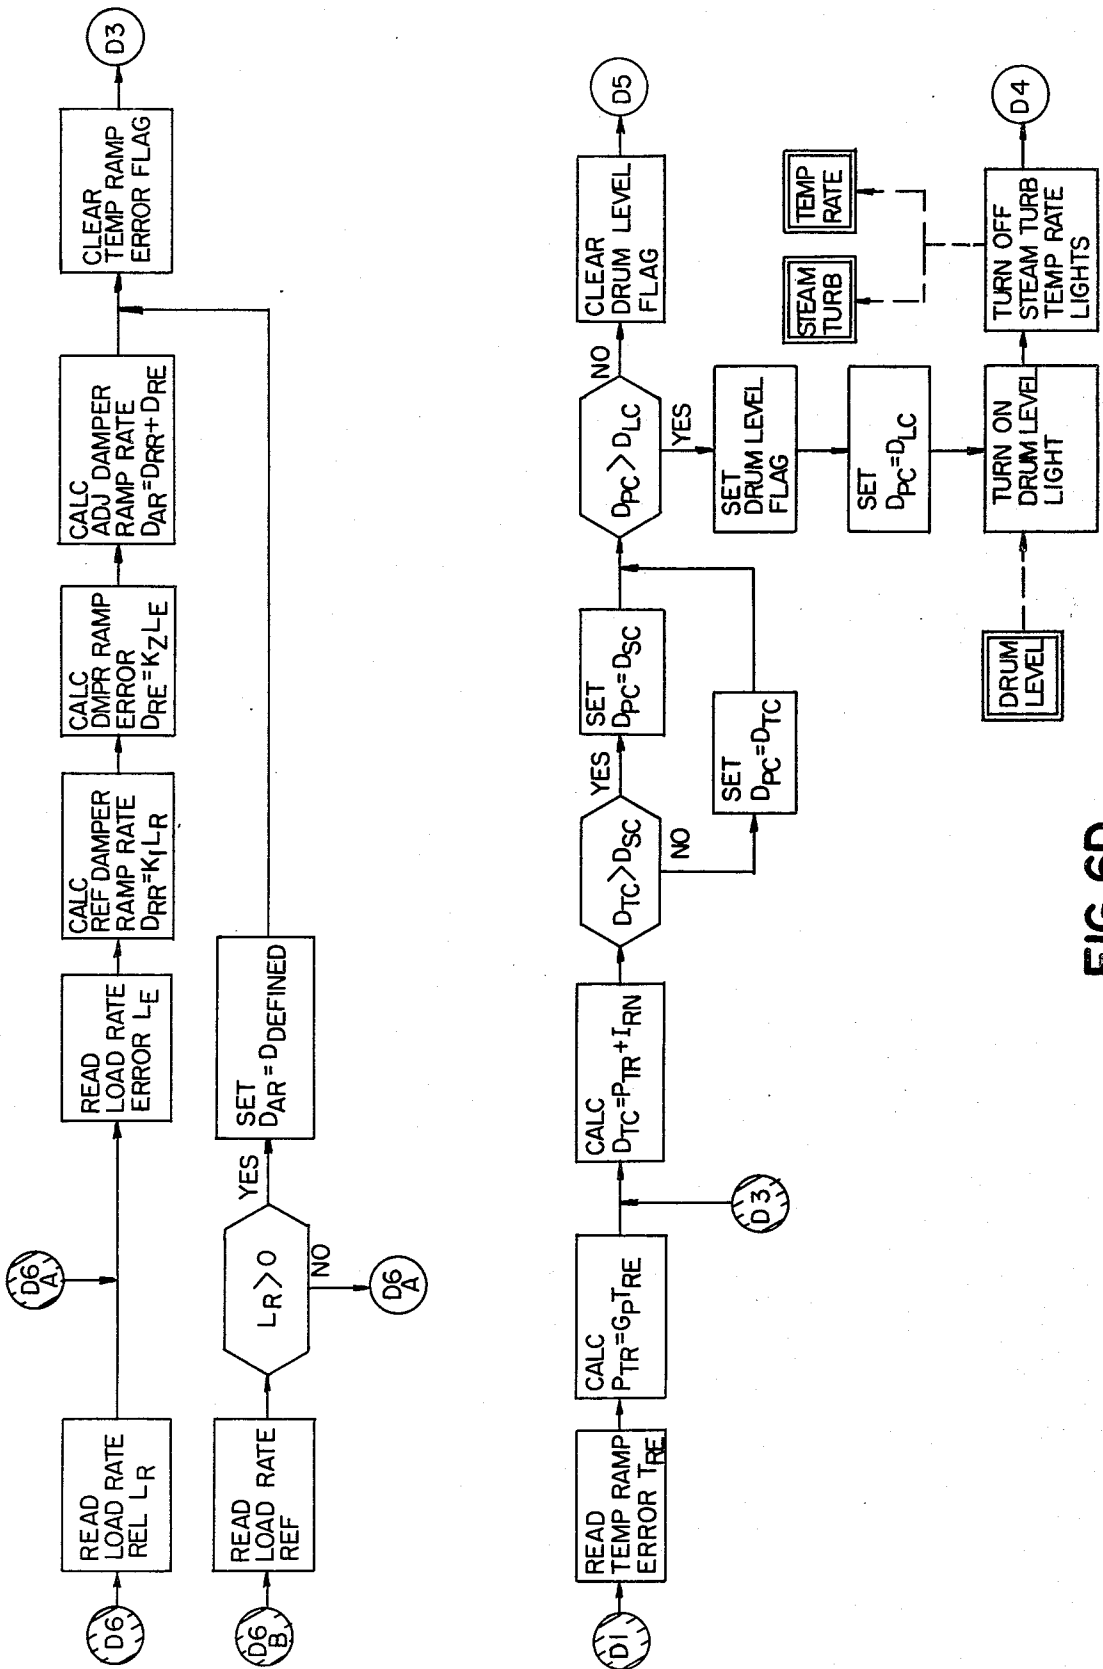 D6
READ
LOAD RATE
REL LR
D6
A
READ
LOAD RATE
ERROR LE
CALC
REF DAMPER
RAMP RATE
DRR=K1LR
CALC
DMPR RAMP
ERROR
DRE=KZLE
CALC
ADJ DAMPER
RAMP RATE
DAR=DRR+DRE
CLEAR
TEMP RAMP
ERROR FLAG
D3
D6
B
READ
LOAD RATE
REF
LR>0
YES
NO
D6
A
SET
DAR=DDEFINED
D1
READ
TEMP RAMP
ERROR TRE
CALC
PTR=GPTRE
D3
CALC
DTC=PTR+IRN
DTC>DSC
YES
NO
SET
DPC=DSC
SET
DPC=DTC
DPC>DLC
NO
YES
CLEAR
DRUM LEVEL
FLAG
D5
SET
DRUM LEVEL
FLAG
SET
DPC=DLC
DRUM
LEVEL
TURN ON
DRUM LEVEL
LIGHT
STEAM
TURB
TEMP
RATE
TURN OFF
STEAM TURB
TEMP RATE
LIGHTS
D4
FIG. 6D